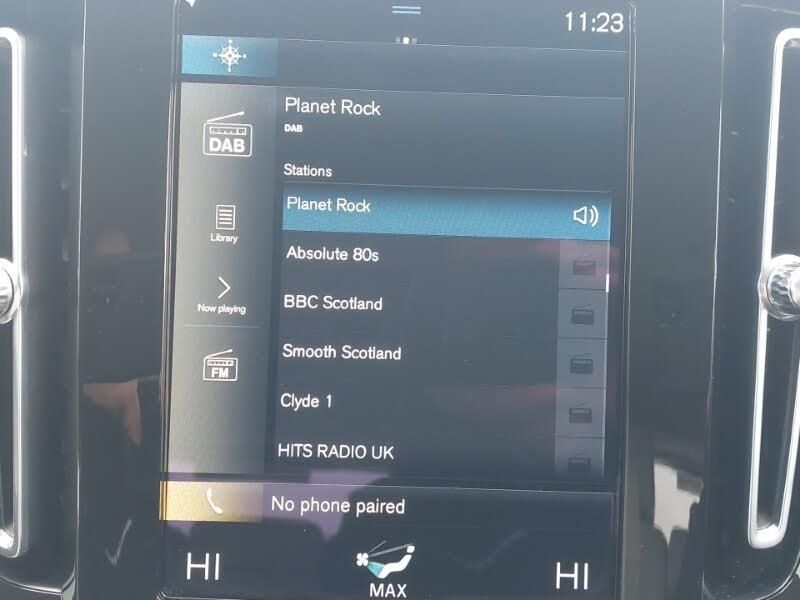 11:23
Planet Rock
DAB
DAB
Stations
Planet Rock
Library
Absolute 80s
Now playing
BBC Scotland
FM
Smooth Scotland
Clyde 1
HITS RADIO UK
No phone paired
HI
MAX
HI